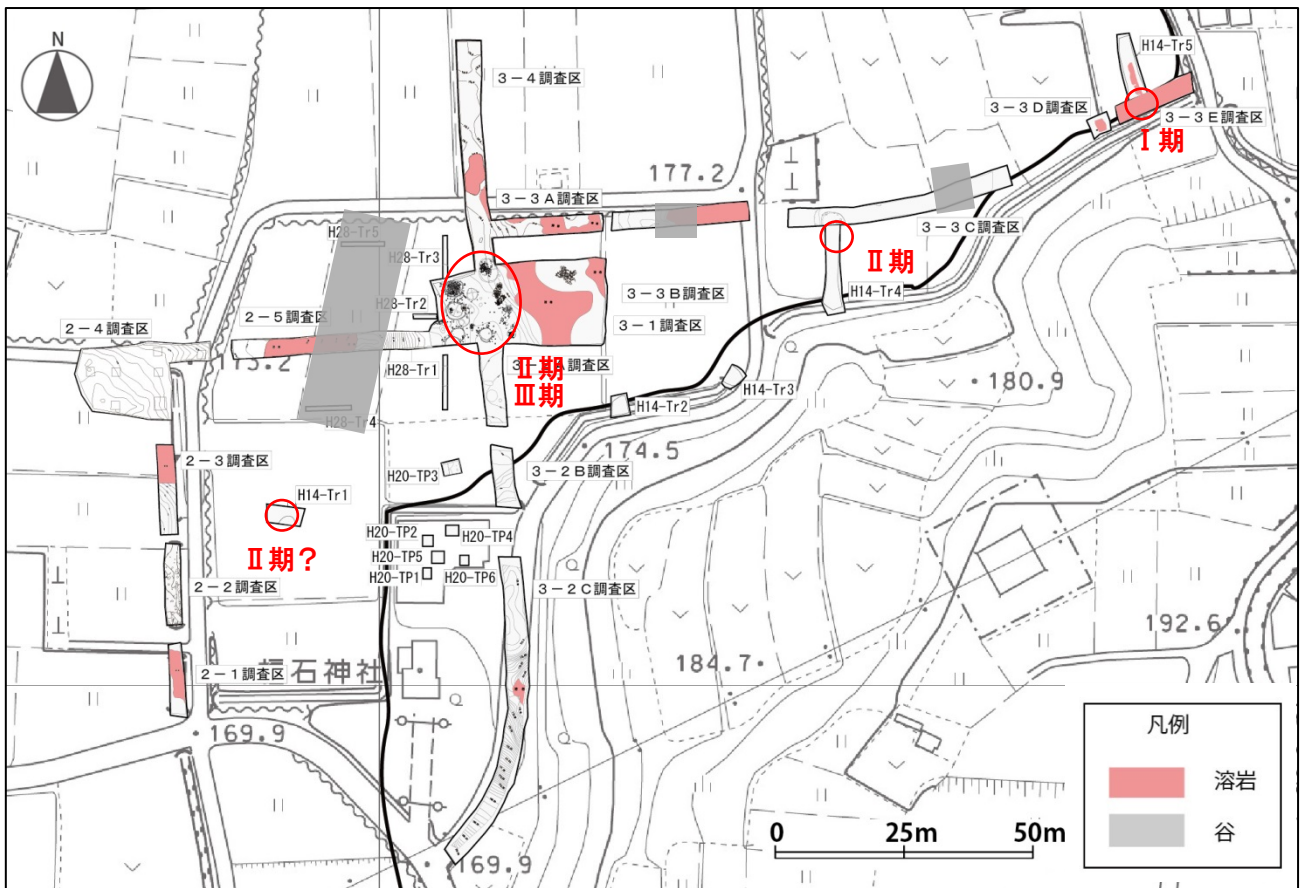 N
H14-Tr5
3-4調査区
3-3D調査区
3-3E調査区
Ⅰ期
177.2
3-3A調査区
3-3C調査区
H28-Tr5
H28-Tr3
Ⅱ期
H14-Tr4
3-3B調査区
H28-Tr2
3-1調査区
2-4調査区
2-5調査区
H28-Tr1
Ⅱ期
Ⅲ期
H14-Tr3
180.9
H14-Tr2
H28-Tr4
174.5
2-3調査区
H20-TP3
3-2B調査区
H14-Tr1
Ⅱ期?
H20-TP2
H20-TP4
H20-TP5
H20-TP1
H20-TP6
2-2調査区
3-2C調査区
192.6
石神社
184.7
2-1調査区
169.9
凡例
溶岩
谷
0
25m
50m
169.9